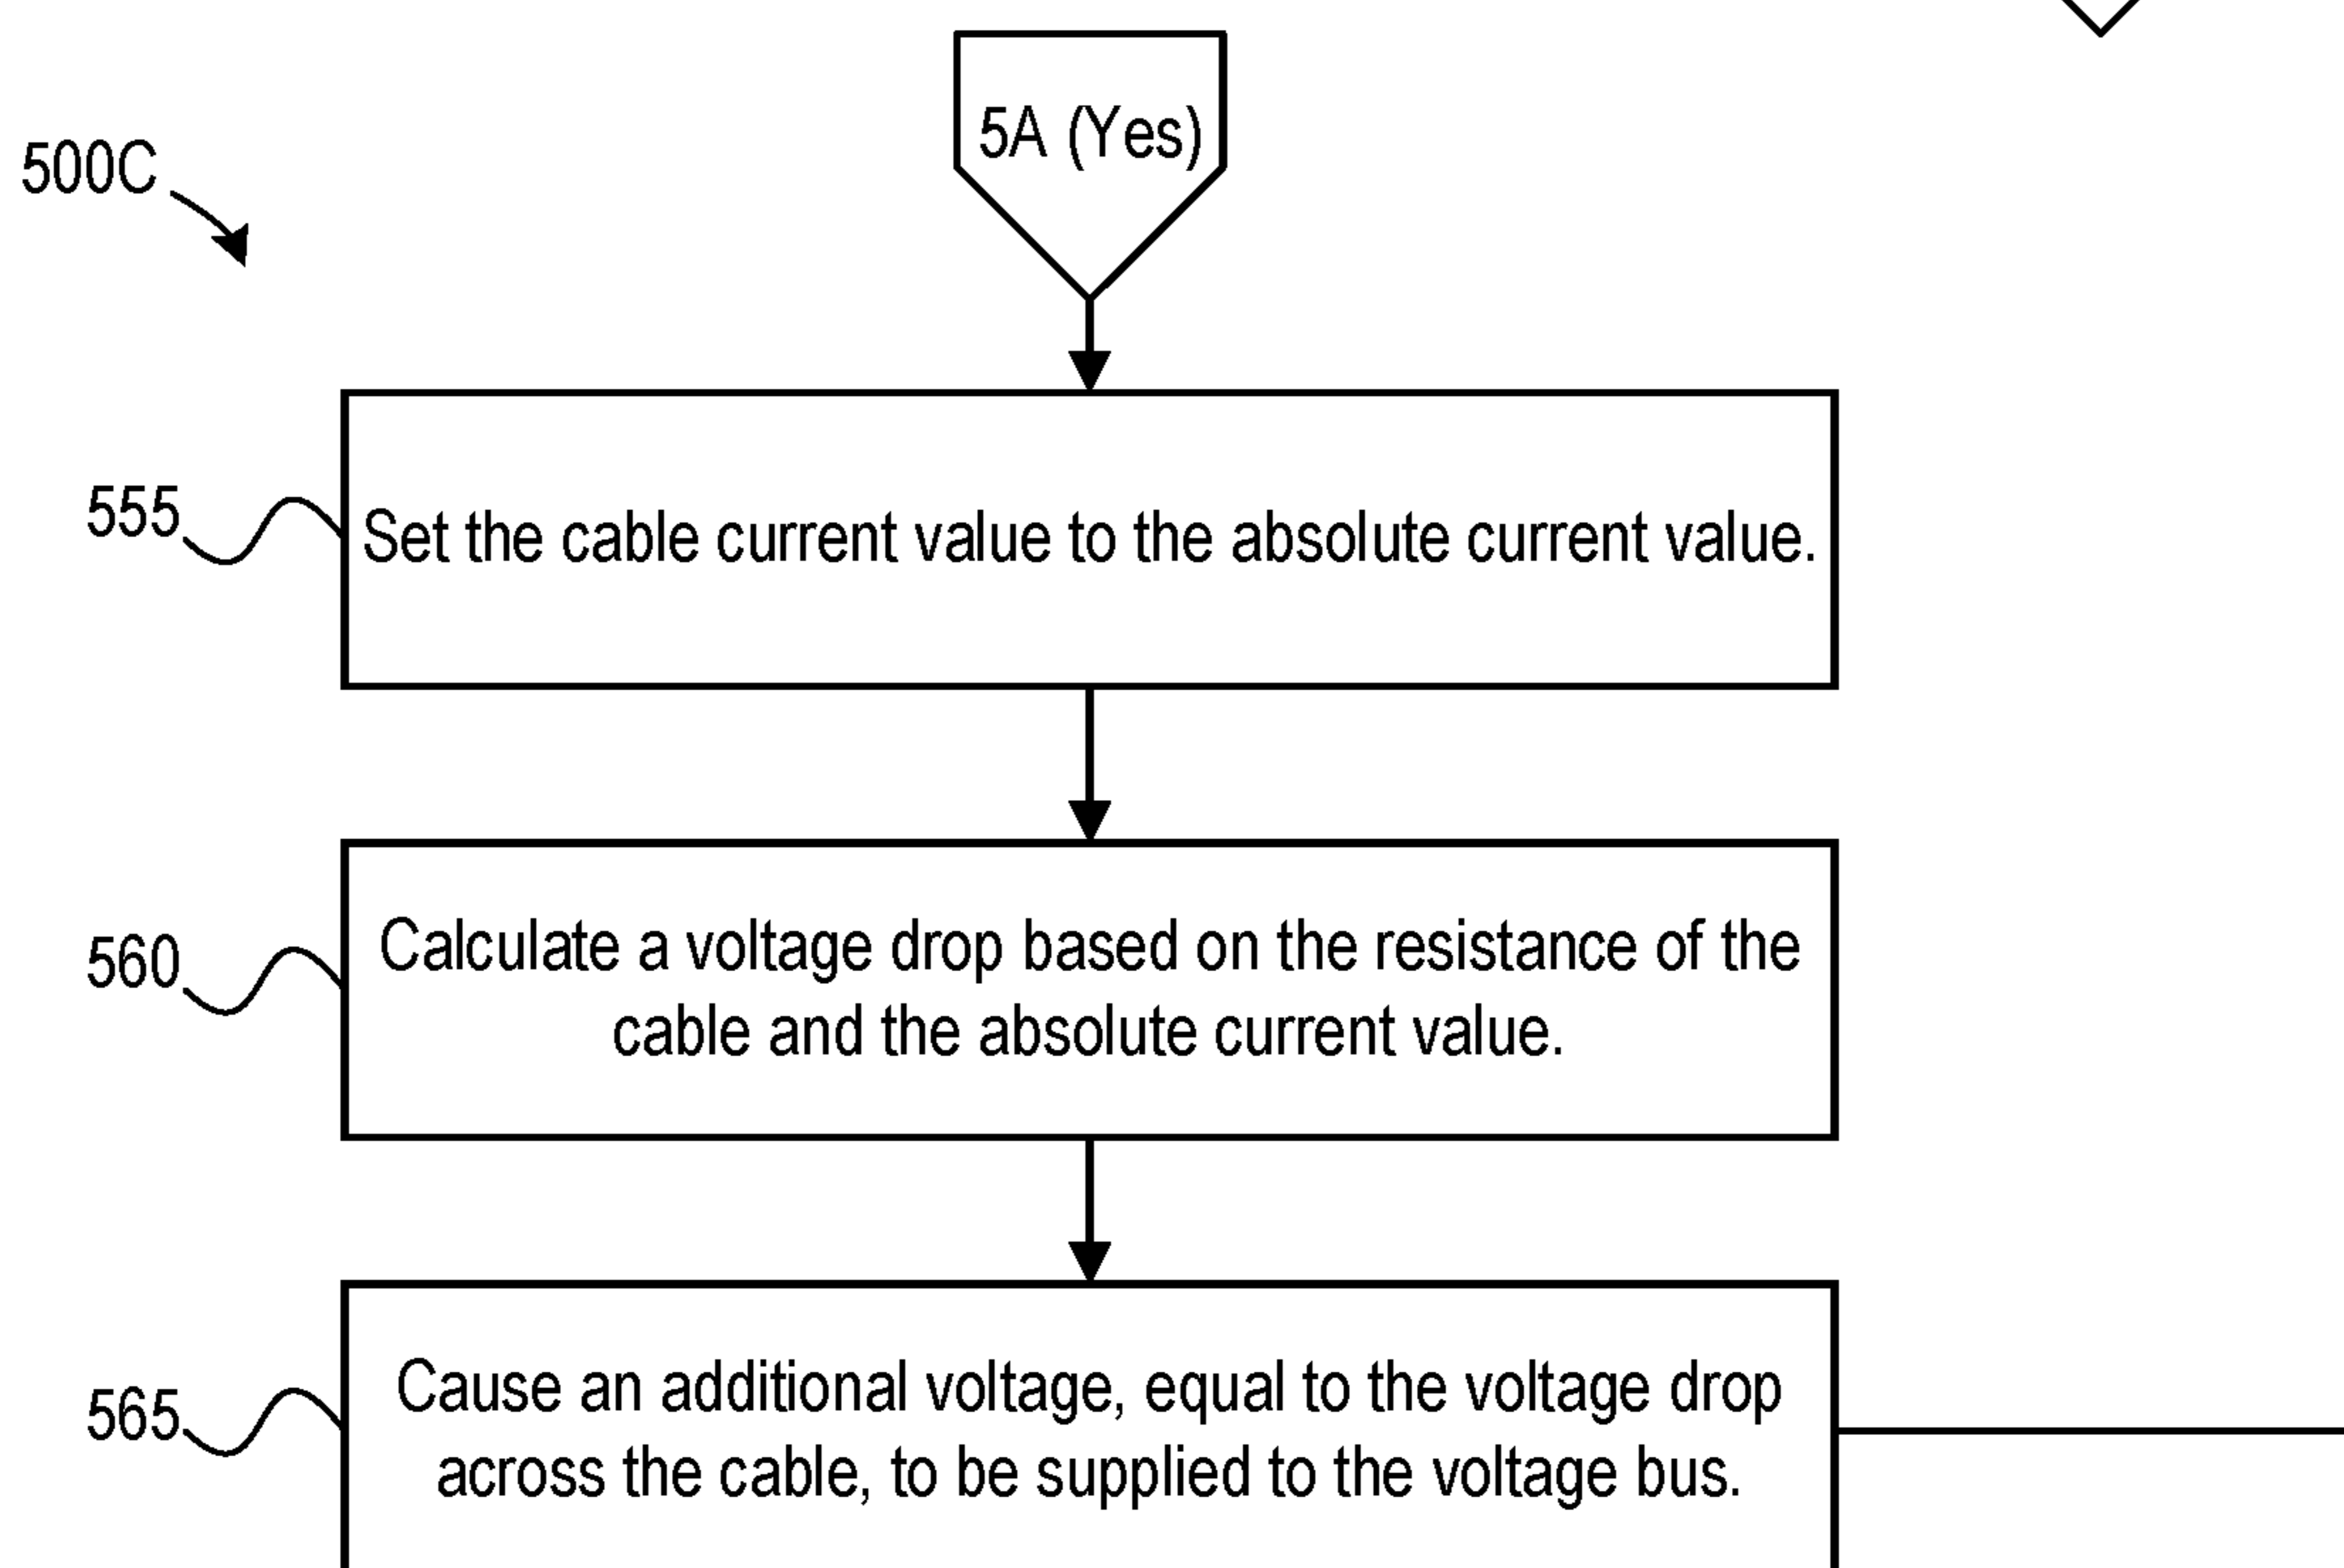 5A (Yes)
500C
555
Set the cable current value to the absolute current value.
560
Calculate a voltage drop based on the resistance of the
cable and the absolute current value.
565
Cause an additional voltage, equal to the voltage drop
across the cable, to be supplied to the voltage bus.